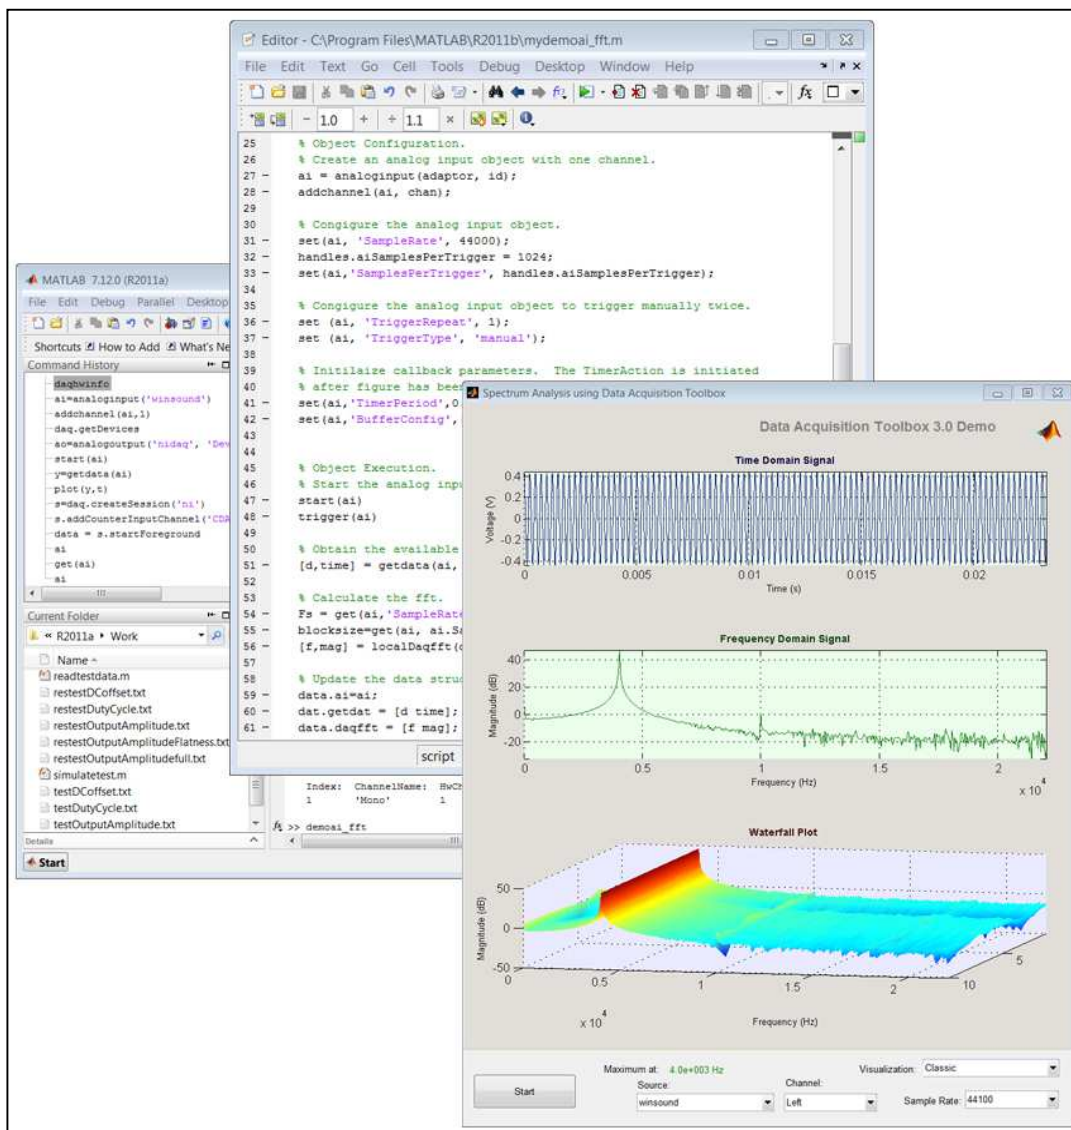 Editor - C:\Program Files\MATLAB\R2011b\mydemoai_fft.m
File Edit Text Go Cell Tools Debug Desktop Window Help
fx
- 1.0 + ÷ 1.1 ×
25 % Object Configuration.
26 % Create an analog input object with one channel.
27 - ai = analoginput(adaptor, id);
28 - addchannel(ai, chan);
29
30 % Congigure the analog input object.
31 - set(ai, 'SampleRate', 44000);
32 - handles.aiSamplesPerTrigger = 1024;
33 - set(ai,'SamplesPerTrigger', handles.aiSamplesPerTrigger);
34
35 % Congigure the analog input object to trigger manually twice.
36 - set (ai, 'TriggerRepeat', 1);
37 - set (ai, 'TriggerType', 'manual');
38
39 % Initilaize callback parameters. The TimerAction is initiated
40 - % after figure has been
41 - set(ai,'TimerPeriod',0
42 - set(ai,'BufferConfig',
43
44
45 % Object Execution.
46 % Start the analog inpu
47 - start(ai)
48 - trigger(ai)
49
50 % Obtain the available
51 - [d,time] = getdata(ai,
52
53 % Calculate the fft.
54 - Fs = get(ai,'SampleRate
55 - blocksize=get(ai, ai.Sa
56 - [f,mag] = localDaqfft(d
57
58 % Update the data struc
59 - data.ai=ai;
60 - dat.getdat = [d time];
61 - data.daqfft = [f mag];
script
MATLAB 7.12.0 (R2011a)
File Edit Debug Parallel Desktop
Shortcuts How to Add What's Ne
Command History
daqhwinfo
ai=analoginput('winsound')
addchannel(ai,1)
daq.getDevices
ao=analogoutput('nidaq', 'Dev
start(ai)
y=getdata(ai)
plot(y,t)
s=daq.createSession('ni')
s.addCounterInputChannel('CDA
data = s.startForeground
ai
get(ai)
ai
Current Folder
« R2011a Work
Name
readtestdata.m
restestDCoffset.txt
restestDutyCycle.txt
restestOutputAmplitude.txt
restestOutputAmplitudeFlatness.txt
restestOutputAmplitudefull.txt
simulatetest.m
testDCoffset.txt
testDutyCycle.txt
testOutputAmplitude.txt
Details
Start
Index: ChannelName: HwCh
1 'Mono' 1
fx >> demoai_fft
Spectrum Analysis using Data Acquisition Toolbox
Data Acquisition Toolbox 3.0 Demo
Time Domain Signal
Voltage (V)
0.4
0.2
0
-0.2
-0.4
0 0.005 0.01 0.015 0.02
Time (s)
Frequency Domain Signal
Magnitude (dB)
40
20
0
-20
0 0.5 1 1.5 2
Frequency (Hz)
x 10^4
Waterfall Plot
Magnitude (dB)
50
0
-50
0 0.5 1 1.5 2
5
10
x 10^4
Frequency (Hz)
Start
Maximum at: 4.0e+003 Hz
Source:
winsound
Channel:
Left
Visualization: Classic
Sample Rate: 44100